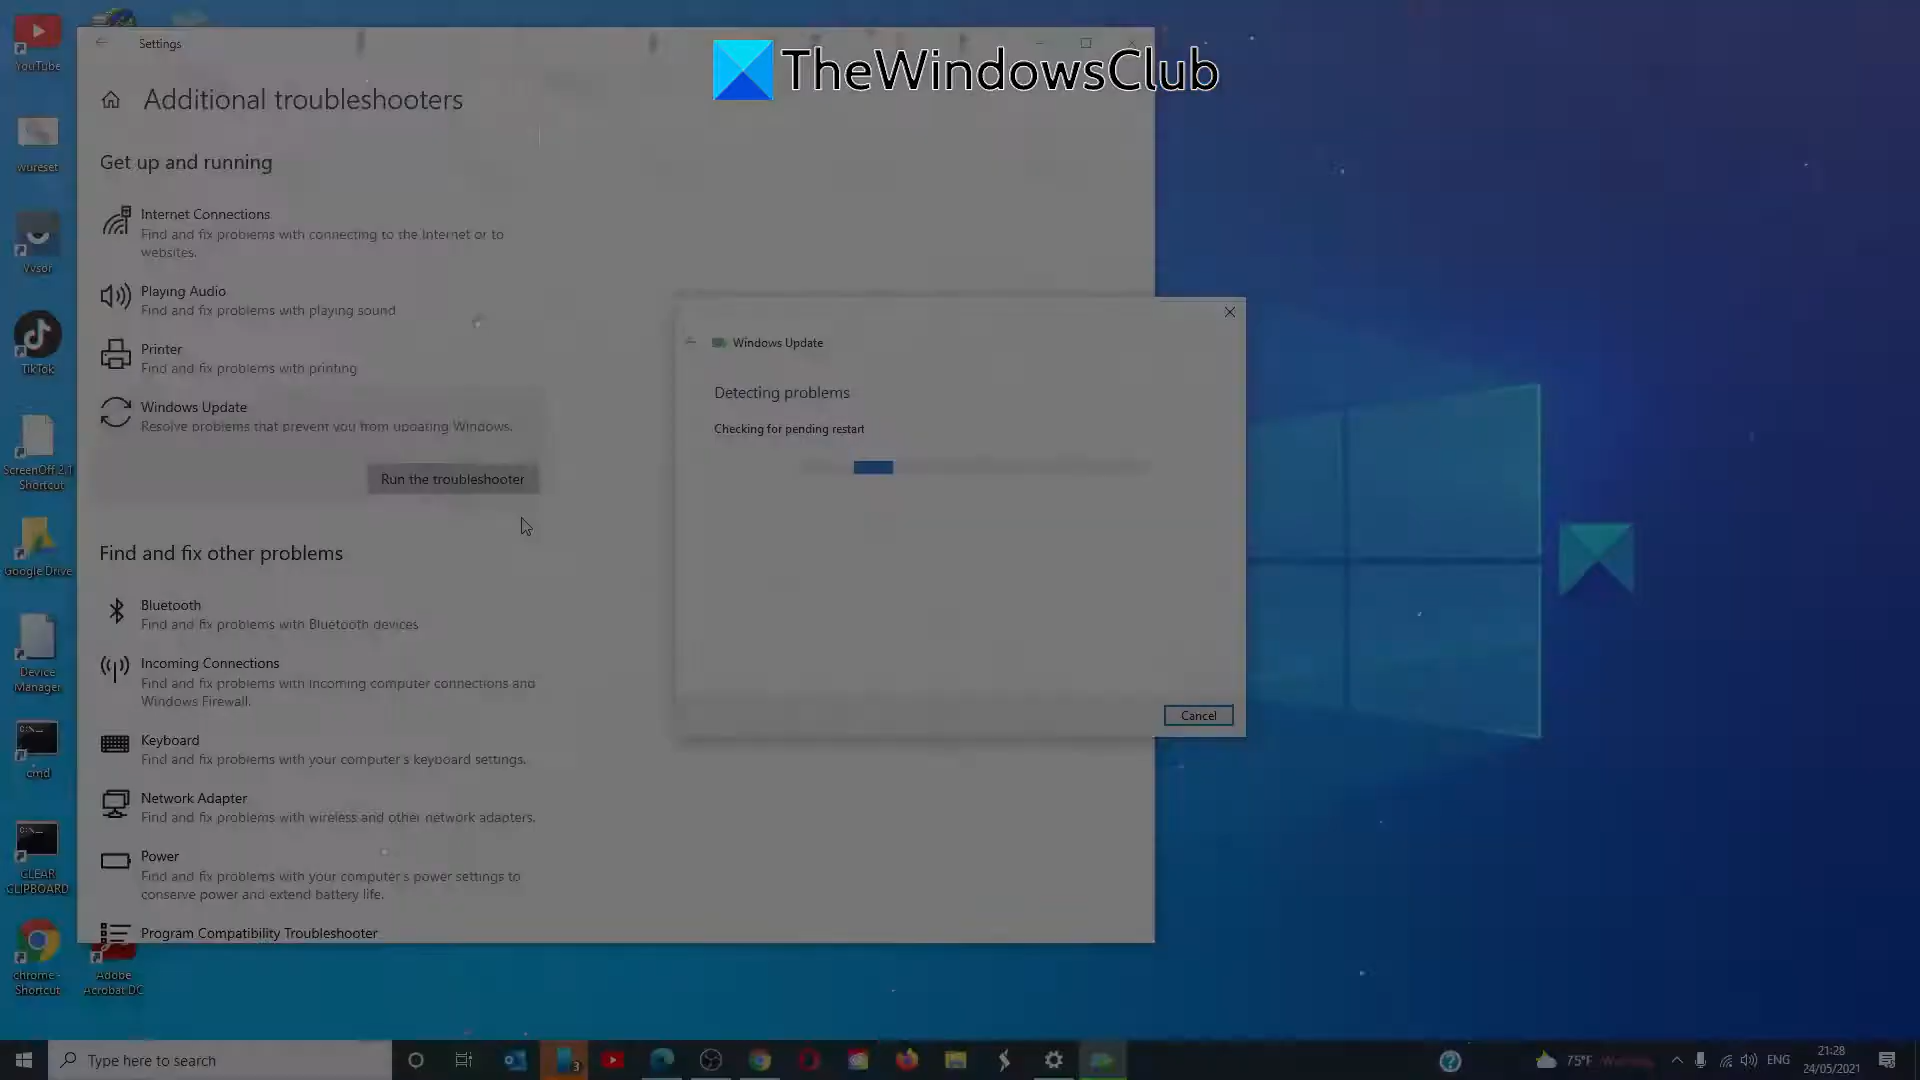 YouTube
wureset
TikTok
ScreenOff 2.1
Shortcut
Google Drive
Device
Manager
cmd
CLEAR
CLIPBOARD
chrome -
Shortcut
Adobe
Acrobat DC
Settings
Additional troubleshooters
Get up and running
Internet Connections
Find and fix problems with connecting to the Internet or to
websites.
Playing Audio
Find and fix problems with playing sound
Printer
Find and fix problems with printing
Windows Update
Resolve problems that prevent you from updating Windows.
Run the troubleshooter
Find and fix other problems
Bluetooth
Find and fix problems with Bluetooth devices
Incoming Connections
Find and fix problems with incoming computer connections and
Windows Firewall.
Keyboard
Find and fix problems with your computer's keyboard settings.
Network Adapter
Find and fix problems with wireless and other network adapters.
Power
Find and fix problems with your computer's power settings to
conserve power and extend battery life.
Program Compatibility Troubleshooter
TheWindowsClub
Windows Update
Detecting problems
Checking for pending restart
Cancel
Type here to search
3
75°F
ENG
21:28
24/05/2021